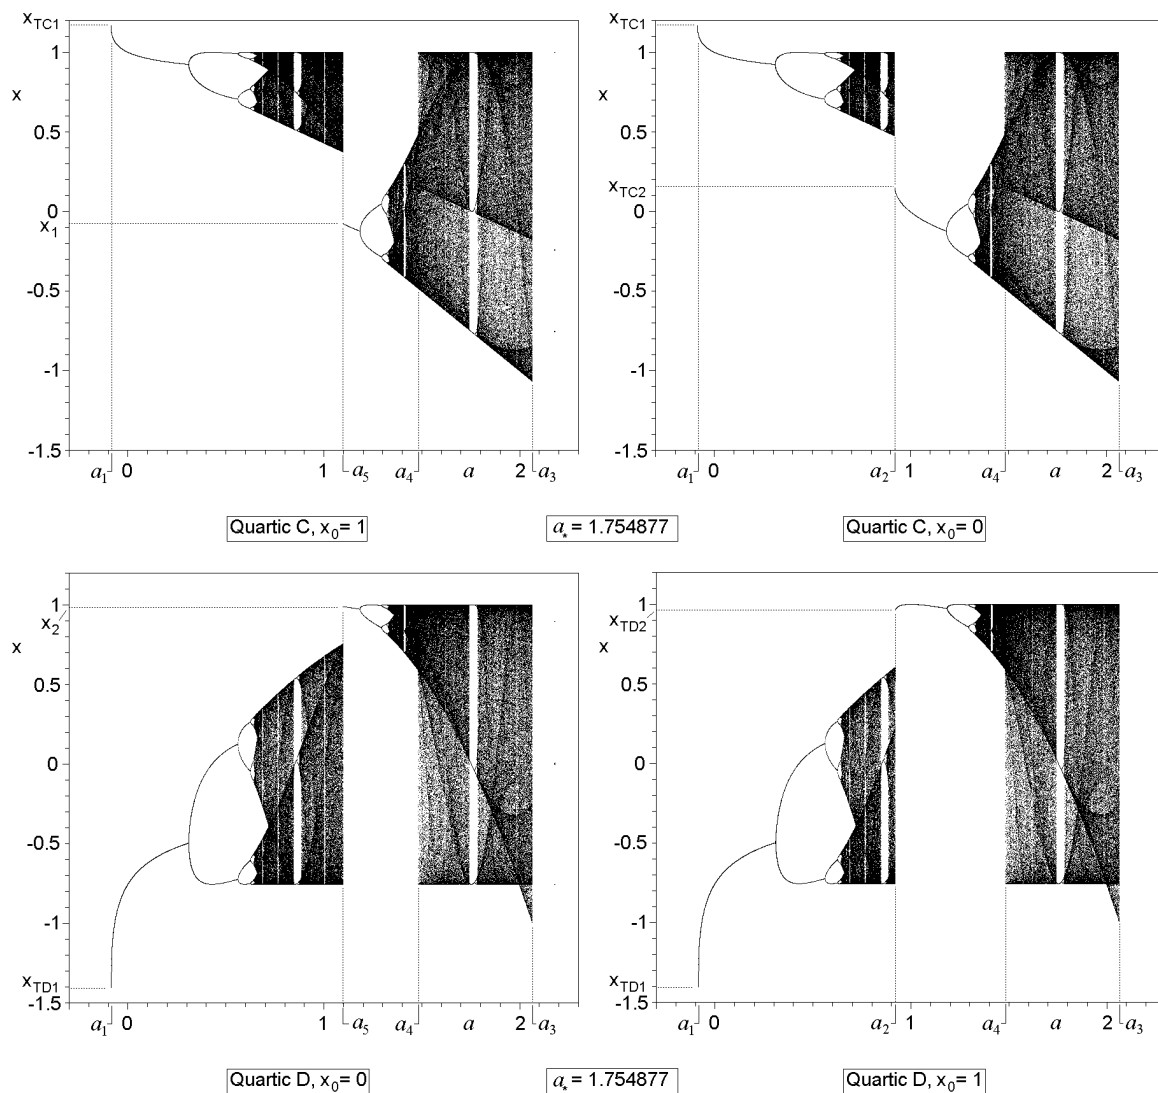 x_TC1
1
x
0.5
0
x_1
-0.5
-1
-1.5
a_1 0 1 a_5 a_4 a 2 a_3
x_TC1
1
x
0.5
x_TC2
0
-0.5
-1
-1.5
a_1 0 a_2 1 a_4 a 2 a_3
Quartic C, x_0= 1
a_*= 1.754877
Quartic C, x_0= 0
1
x_2
x
0.5
0
-0.5
-1
x_TD1
-1.5
a_1 0 1 a_5 a_4 a 2 a_3
1
x_TD2
x
0.5
0
-0.5
-1
x_TD1
-1.5
a_1 0 a_2 1 a_4 a 2 a_3
Quartic D, x_0= 0
a_*= 1.754877
Quartic D, x_0= 1